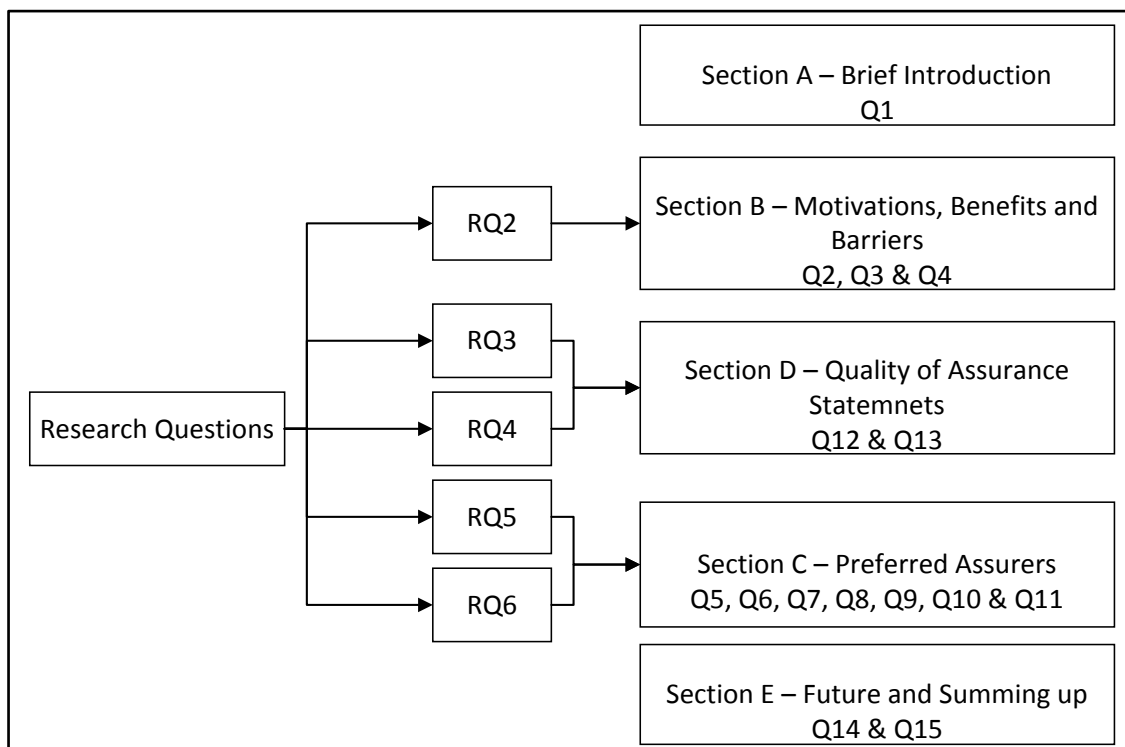 Section A – Brief Introduction
Q1
RQ2
Section B – Motivations, Benefits and
Barriers
Q2, Q3 & Q4
RQ3
Section D – Quality of Assurance
Statemnets
Q12 & Q13
Research Questions
RQ4
RQ5
Section C – Preferred Assurers
Q5, Q6, Q7, Q8, Q9, Q10 & Q11
RQ6
Section E – Future and Summing up
Q14 & Q15